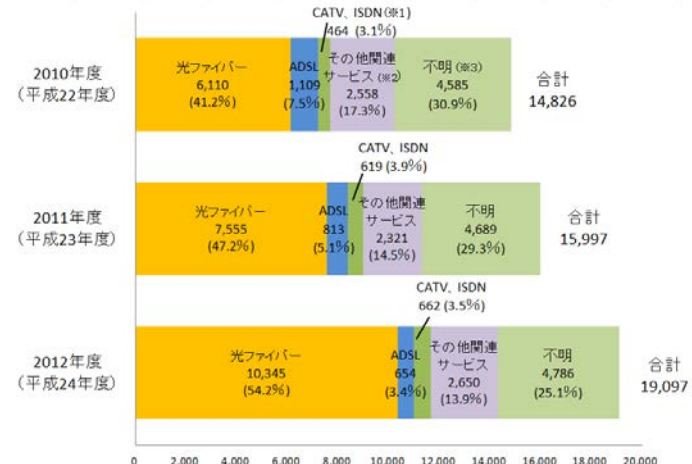 CATV、ISDN(※1)
464 (3.1%)
2010年度
(平成22年度)
光ファイバー
6,110
(41.2%)
ADSL
1,109
(7.5%)
その他関連
サービス(※2)
2,558
(17.3%)
不明(※3)
4,585
(30.9%)
合計
14,826
CATV、ISDN
619 (3.9%)
2011年度
(平成23年度)
光ファイバー
7,555
(47.2%)
ADSL
813
(5.1%)
その他関連
サービス
2,321
(14.5%)
不明
4,689
(29.3%)
合計
15,997
CATV、ISDN
662 (3.5%)
2012年度
(平成24年度)
光ファイバー
10,345
(54.2%)
ADSL
654
(3.4%)
その他関連
サービス
2,650
(13.9%)
不明
4,786
(25.1%)
合計
19,097
0 2,000 4,000 6,000 8,000 10,000 12,000 14,000 16,000 18,000 20,000